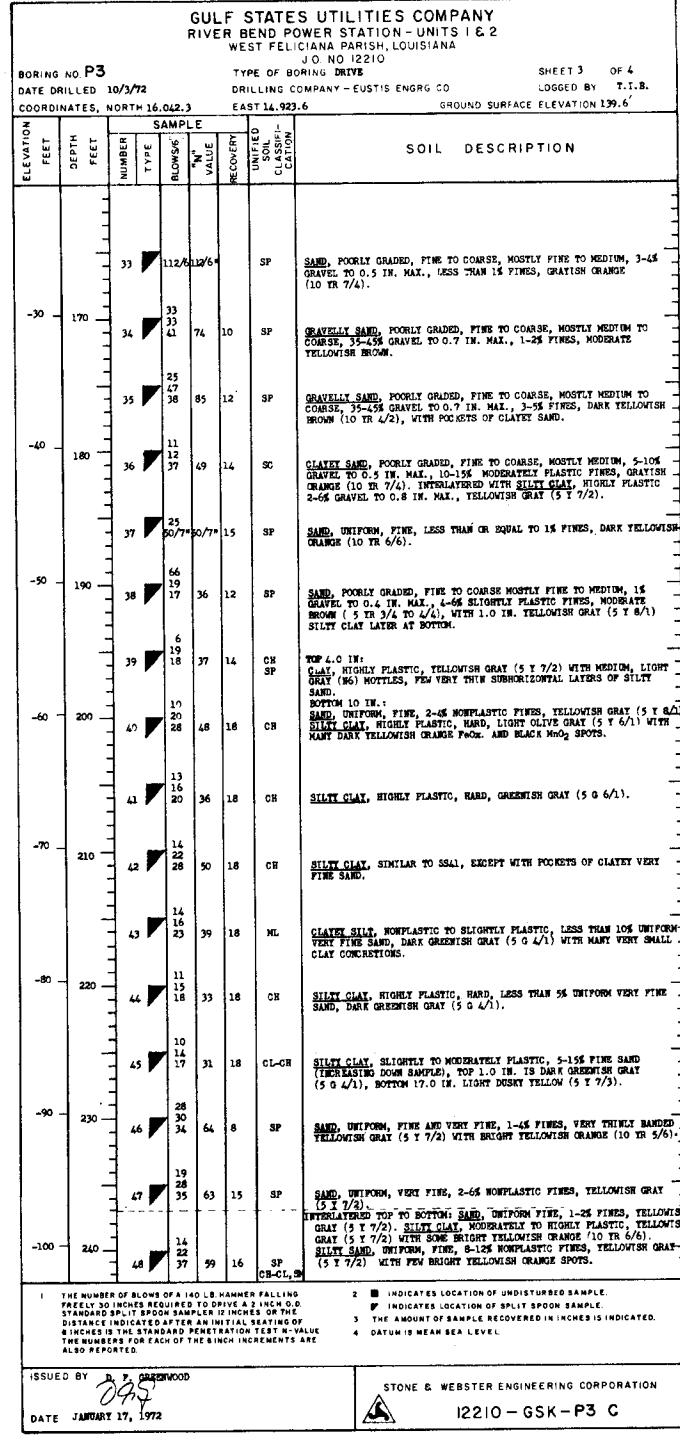 GULF STATES UTILITIES COMPANY
RIVER BEND POWER STATION - UNITS 1 & 2
WEST FELICIANA PARISH, LOUISIANA
J.O. NO 12210
BORING NO. P3 TYPE OF BORING DRIVE SHEET 3 OF 4
DATE DRILLED 10/3/72 DRILLING COMPANY - EUSTIS ENGRG CO LOGGED BY T.I.B.
COORDINATES, NORTH 16.042.3 EAST 14.923.6 GROUND SURFACE ELEVATION 139.6'
ELEVATION FEET
DEPTH FEET
SAMPLE
NUMBER
TYPE
BLOWS/6"
"N" VALUE
RECOVERY
UNIFIED SOIL CLASSIFI-CATION
SOIL DESCRIPTION
33 112/6 112/6" SP SAND, POORLY GRADED, FINE TO COARSE, MOSTLY FINE TO MEDIUM, 3-4%
GRAVEL TO 0.5 IN. MAX., LESS THAN 1% FINES, GRAYISH ORANGE
(10 YR 7/4).
-30 170
33
33
34 41 74 10 SP GRAVELLY SAND, POORLY GRADED, FINE TO COARSE, MOSTLY MEDIUM TO
COARSE, 35-45% GRAVEL TO 0.7 IN. MAX., 1-2% FINES, MODERATE
YELLOWISH BROWN.
25
47
35 38 85 12 SP GRAVELLY SAND, POORLY GRADED, FINE TO COARSE, MOSTLY MEDIUM TO
COARSE, 35-45% GRAVEL TO 0.7 IN. MAX., 3-5% FINES, DARK YELLOWISH
BROWN (10 YR 4/2), WITH POCKETS OF CLAYEY SAND.
-40 180
11
12
36 37 49 14 SC CLAYEY SAND, POORLY GRADED, FINE TO COARSE, MOSTLY MEDIUM, 5-10%
GRAVEL TO 0.5 IN. MAX., 10-15% MODERATELY PLASTIC FINES, GRAYISH
ORANGE (10 YR 7/4). INTERLAYERED WITH SILTY CLAY, HIGHLY PLASTIC
2-6% GRAVEL TO 0.8 IN. MAX., YELLOWISH GRAY (5 Y 7/2).
25
37 50/7" 50/7" 15 SP SAND, UNIFORM, FINE, LESS THAN OR EQUAL TO 1% FINES, DARK YELLOWISH
ORANGE (10 YR 6/6).
-50 190
66
19
38 17 36 12 SP SAND, POORLY GRADED, FINE TO COARSE MOSTLY FINE TO MEDIUM, 1%
GRAVEL TO 0.4 IN. MAX., 4-6% SLIGHTLY PLASTIC FINES, MODERATE
BROWN ( 5 YR 3/4 TO 4/4), WITH 1.0 IN. YELLOWISH GRAY (5 Y 8/1)
SILTY CLAY LAYER AT BOTTOM.
6
19
39 18 37 14 CH SP TOP 4.0 IN:
CLAY, HIGHLY PLASTIC, YELLOWISH GRAY (5 Y 7/2) WITH MEDIUM, LIGHT
GRAY (N6) MOTTLES, FEW VERY THIN SUBHORIZONTAL LAYERS OF SILTY
SAND.
BOTTOM 10 IN.:
SAND, UNIFORM, FINE, 2-4% NONPLASTIC FINES, YELLOWISH GRAY (5 Y 8/1)
-60 200
10
20
40 28 48 18 CH SILTY CLAY, HIGHLY PLASTIC, HARD, LIGHT OLIVE GRAY (5 Y 6/1) WITH
MANY DARK YELLOWISH ORANGE FeOx. AND BLACK MnO2 SPOTS.
13
16
41 20 36 18 CH SILTY CLAY, HIGHLY PLASTIC, HARD, GREENISH GRAY (5 G 6/1).
-70 210
14
22
42 28 50 18 CH SILTY CLAY, SIMILAR TO SS41, EXCEPT WITH POCKETS OF CLAYEY VERY
FINE SAND.
14
16
43 23 39 18 ML CLAYEY SILT, NONPLASTIC TO SLIGHTLY PLASTIC, LESS THAN 10% UNIFORM
VERY FINE SAND, DARK GREENISH GRAY (5 G 4/1) WITH MANY VERY SMALL
CLAY CONCRETIONS.
-80 220
11
15
44 18 33 18 CH SILTY CLAY, HIGHLY PLASTIC, HARD, LESS THAN 5% UNIFORM VERY FINE
SAND, DARK GREENISH GRAY (5 G 4/1).
10
14
45 17 31 18 CL-CH SILTY CLAY, SLIGHTLY TO MODERATELY PLASTIC, 5-15% FINE SAND
(INCREASING DOWN SAMPLE), TOP 1.0 IN. IS DARK GREENISH GRAY
(5 G 4/1), BOTTOM 17.0 IN. LIGHT DUSKY YELLOW (5 Y 7/3).
-90 230
28
30
46 34 64 8 SP SAND, UNIFORM, FINE AND VERY FINE, 1-4% FINES, VERY THINLY BANDED
YELLOWISH GRAY (5 Y 7/2) WITH BRIGHT YELLOWISH ORANGE (10 YR 5/6).
19
28
47 35 63 15 SP SAND, UNIFORM, VERY FINE, 2-6% NONPLASTIC FINES, YELLOWISH GRAY
(5 Y 7/2).
INTERLAYERED TOP TO BOTTOM: SAND, UNIFORM FINE, 1-2% FINES, YELLOWIS
GRAY (5 Y 7/2). SILTY CLAY, MODERATELY TO HIGHLY PLASTIC, YELLOWIS
-100 240
14
22
48 37 59 16 SP CH-CL, SM GRAY (5 Y 7/2) WITH SOME BRIGHT YELLOWISH ORANGE (10 YR 6/6).
SILTY SAND, UNIFORM, FINE, 8-12% NONPLASTIC FINES, YELLOWISH GRAY
(5 Y 7/2) WITH FEW BRIGHT YELLOWISH ORANGE SPOTS.
1 THE NUMBER OF BLOWS OF A 140 LB. HAMMER FALLING
FREELY 30 INCHES REQUIRED TO DRIVE A 2 INCH O.D.
STANDARD SPLIT SPOON SAMPLER 12 INCHES OR THE
DISTANCE INDICATED AFTER AN INITIAL SEATING OF
6 INCHES IS THE STANDARD PENETRATION TEST N-VALUE
THE NUMBERS FOR EACH OF THE 6 INCH INCREMENTS ARE
ALSO REPORTED.
2 INDICATES LOCATION OF UNDISTURBED SAMPLE.
INDICATES LOCATION OF SPLIT SPOON SAMPLE.
3 THE AMOUNT OF SAMPLE RECOVERED IN INCHES IS INDICATED.
4 DATUM IS MEAN SEA LEVEL
ISSUED BY D. F. GREENWOOD
DATE JANUARY 17, 1972
STONE & WEBSTER ENGINEERING CORPORATION
12210-GSK-P3 C